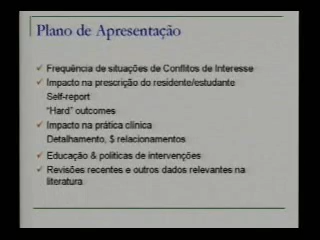 Plano de Apresentação
Frequência de situações de Conflitos de Interesse
Impacto na prescrição do residente/estudante
Self-report
"Hard" outcomes
Impacto na prática clínica
Detalhamento, $ relacionamentos
Educação & políticas de intervenções
Revisões recentes e outros dados relevantes na
literatura